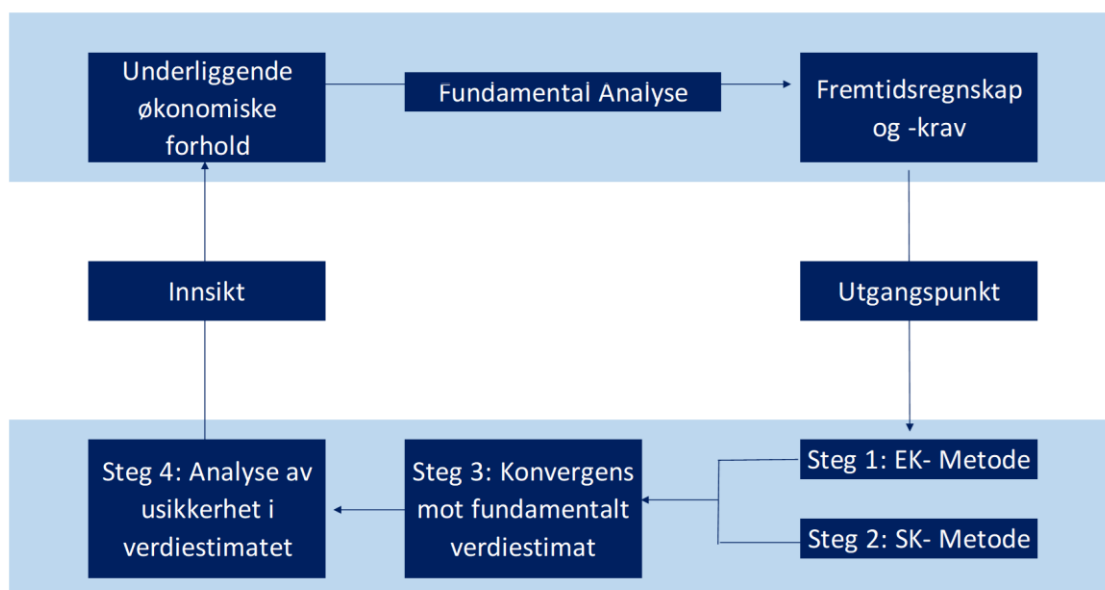 Underliggende
økonomiske
forhold
Fundamental Analyse
Fremtidsregnskap
og -krav
Innsikt
Utgangspunkt
Steg 4: Analyse av
usikkerhet i
verdiestimatet
Steg 3: Konvergens
mot fundamentalt
verdiestimat
Steg 1: EK- Metode
Steg 2: SK- Metode